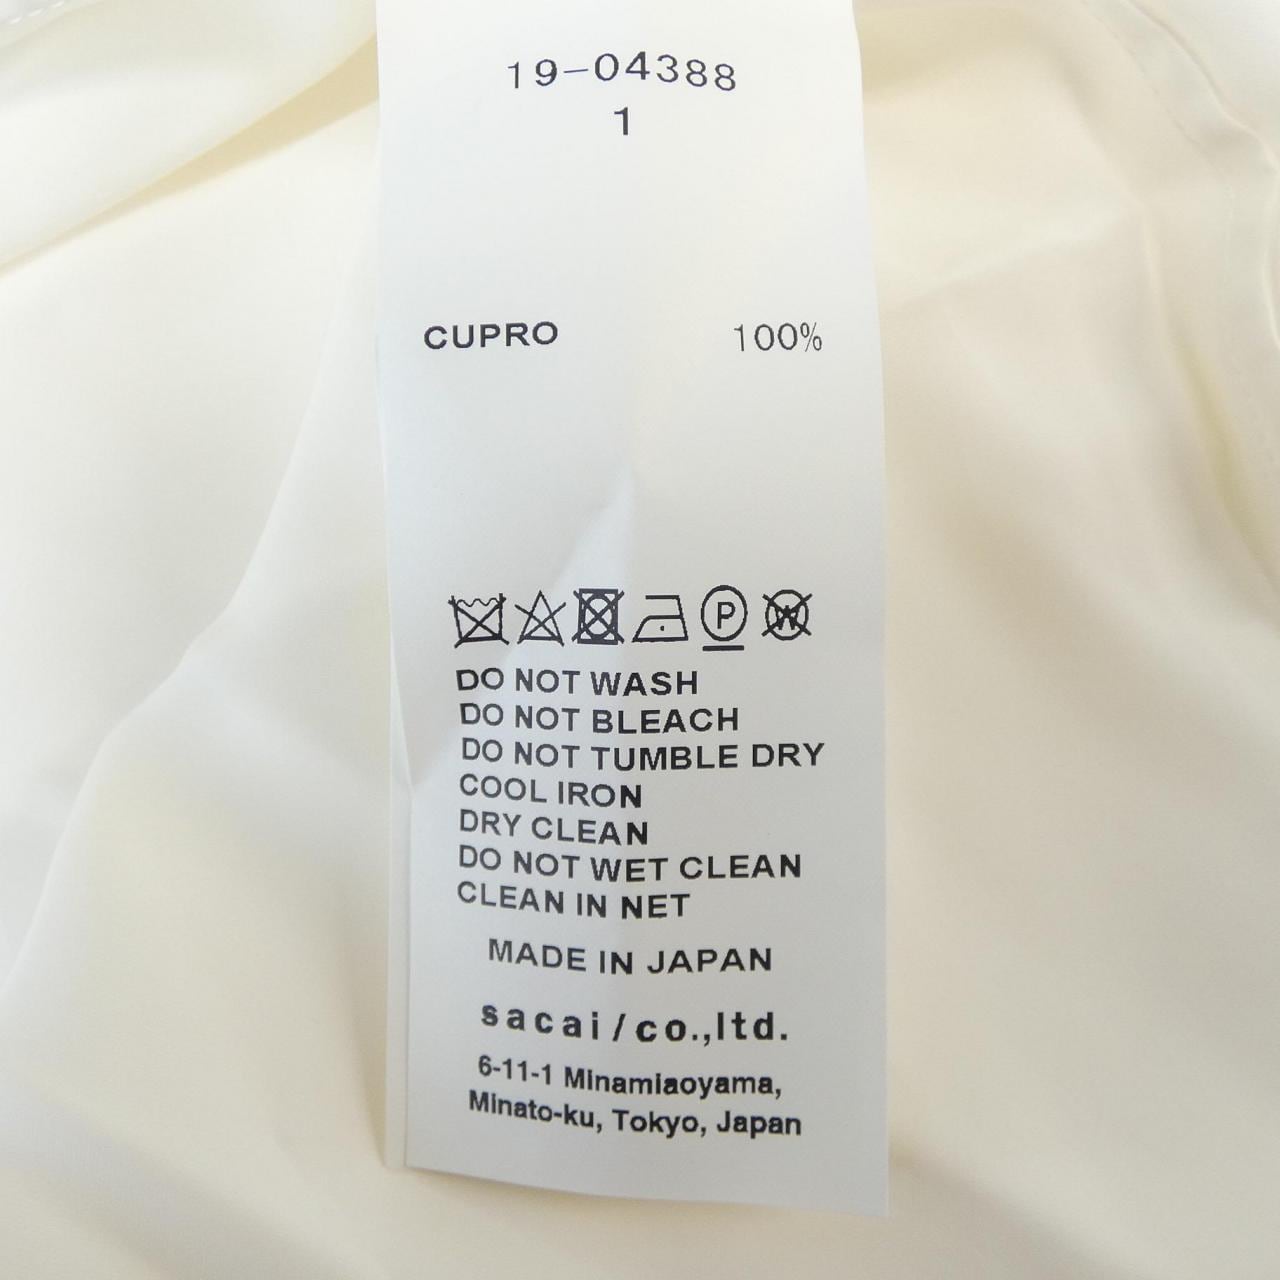 19-04388
1
CUPRO 100%
P W
DO NOT WASH
DO NOT BLEACH
DO NOT TUMBLE DRY
COOL IRON
DRY CLEAN
DO NOT WET CLEAN
CLEAN IN NET
MADE IN JAPAN
sacai/co.,ltd.
6-11-1 Minamiaoyama,
Minato-ku, Tokyo, Japan